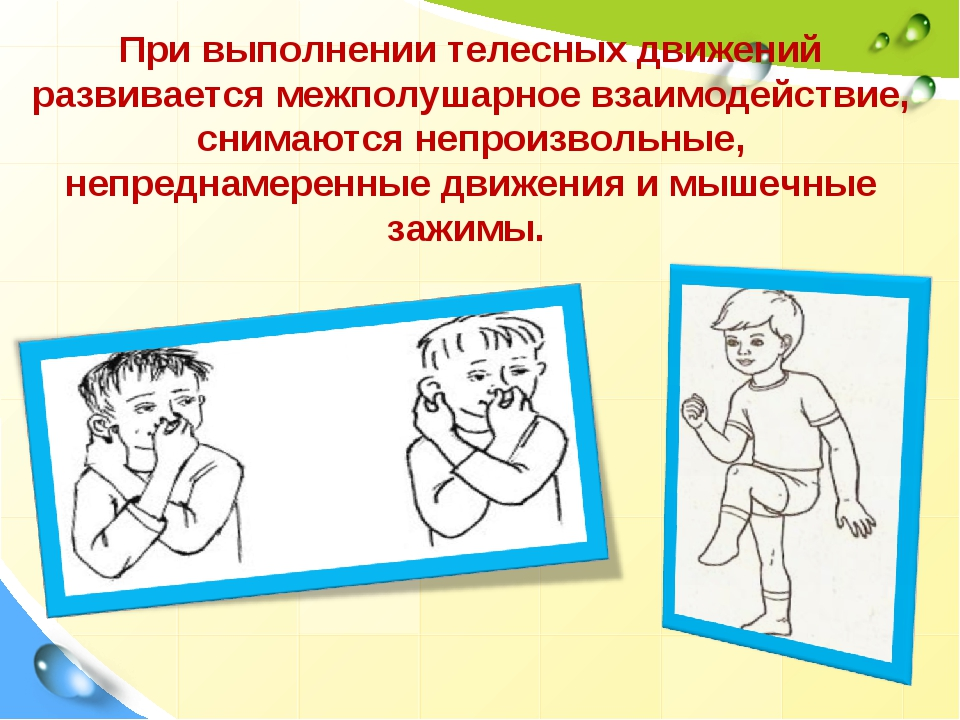 При выполнении телесных движений
развивается межполушарное взаимодействие,
снимаются непроизвольные,
непреднамеренные движения и мышечные
зажимы.